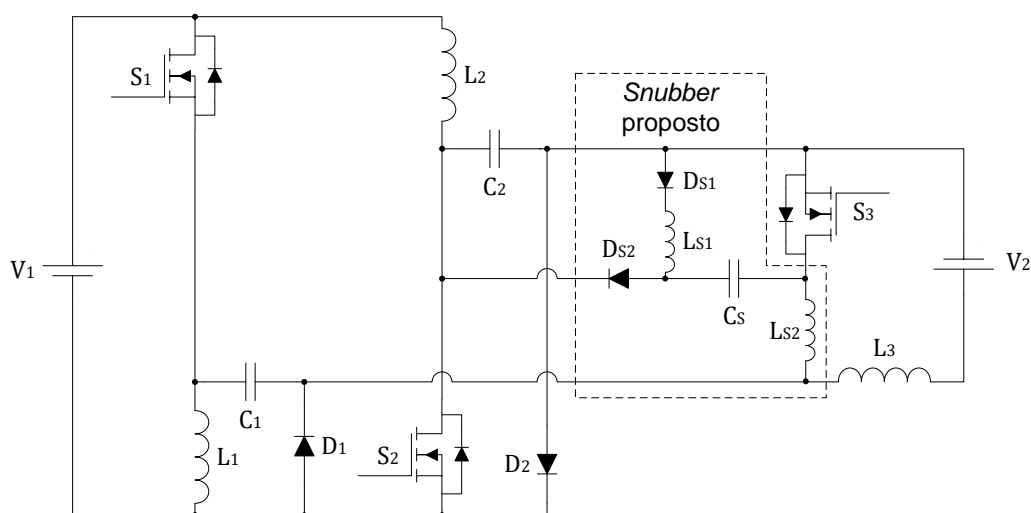 S1
L2
Snubber
proposto
C2
DS1
S3
LS1
DS2
V1
V2
CS
LS2
L3
C1
L1
D1
S2
D2